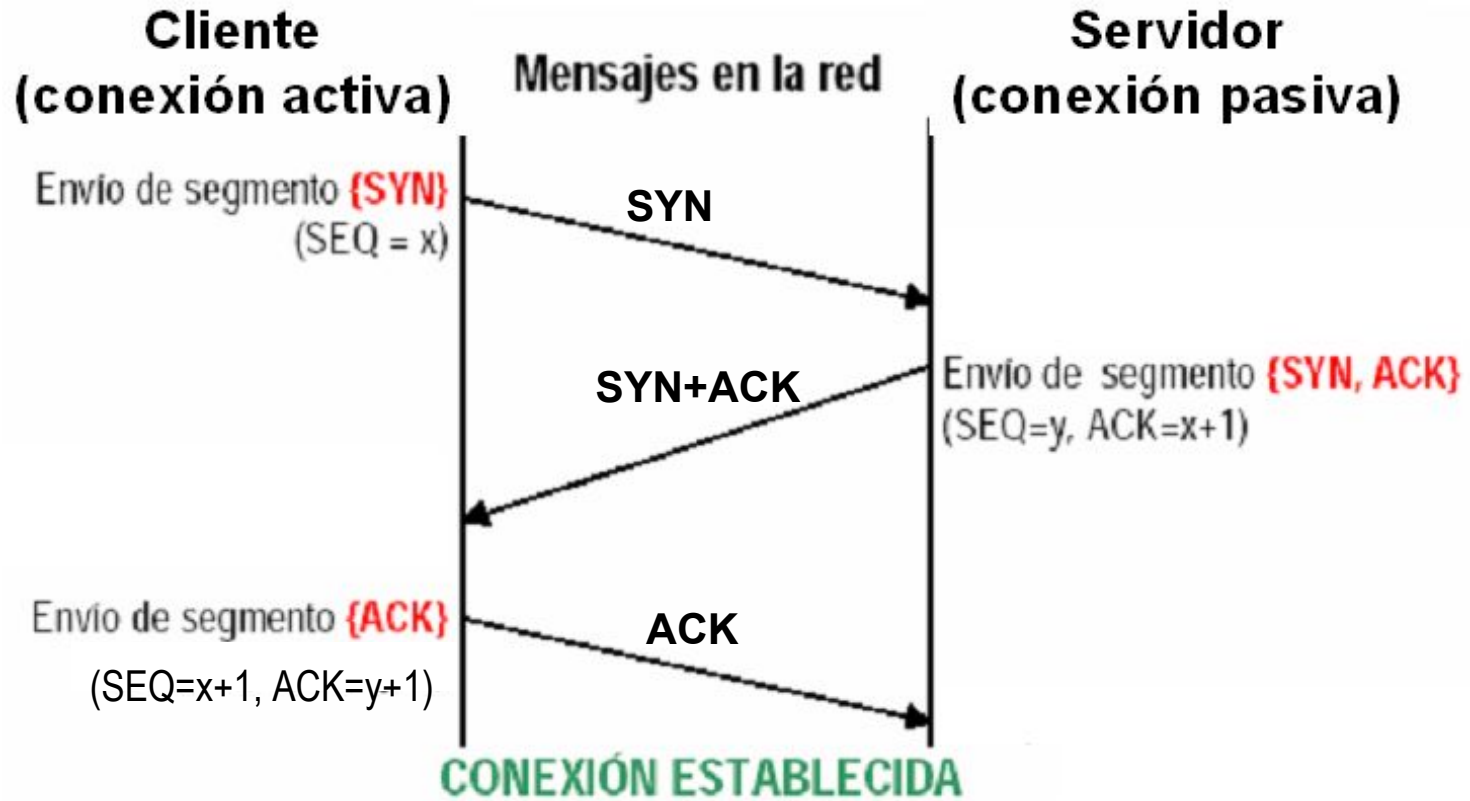 Cliente
(conexión activa)
Mensajes en la red
Servidor
(conexión pasiva)
Envío de segmento {SYN}
(SEQ = x)
SYN
SYN+ACK
Envío de segmento {SYN, ACK}
(SEQ=y, ACK=x+1)
Envío de segmento {ACK}
(SEQ=x+1, ACK=y+1)
ACK
CONEXIÓN ESTABLECIDA